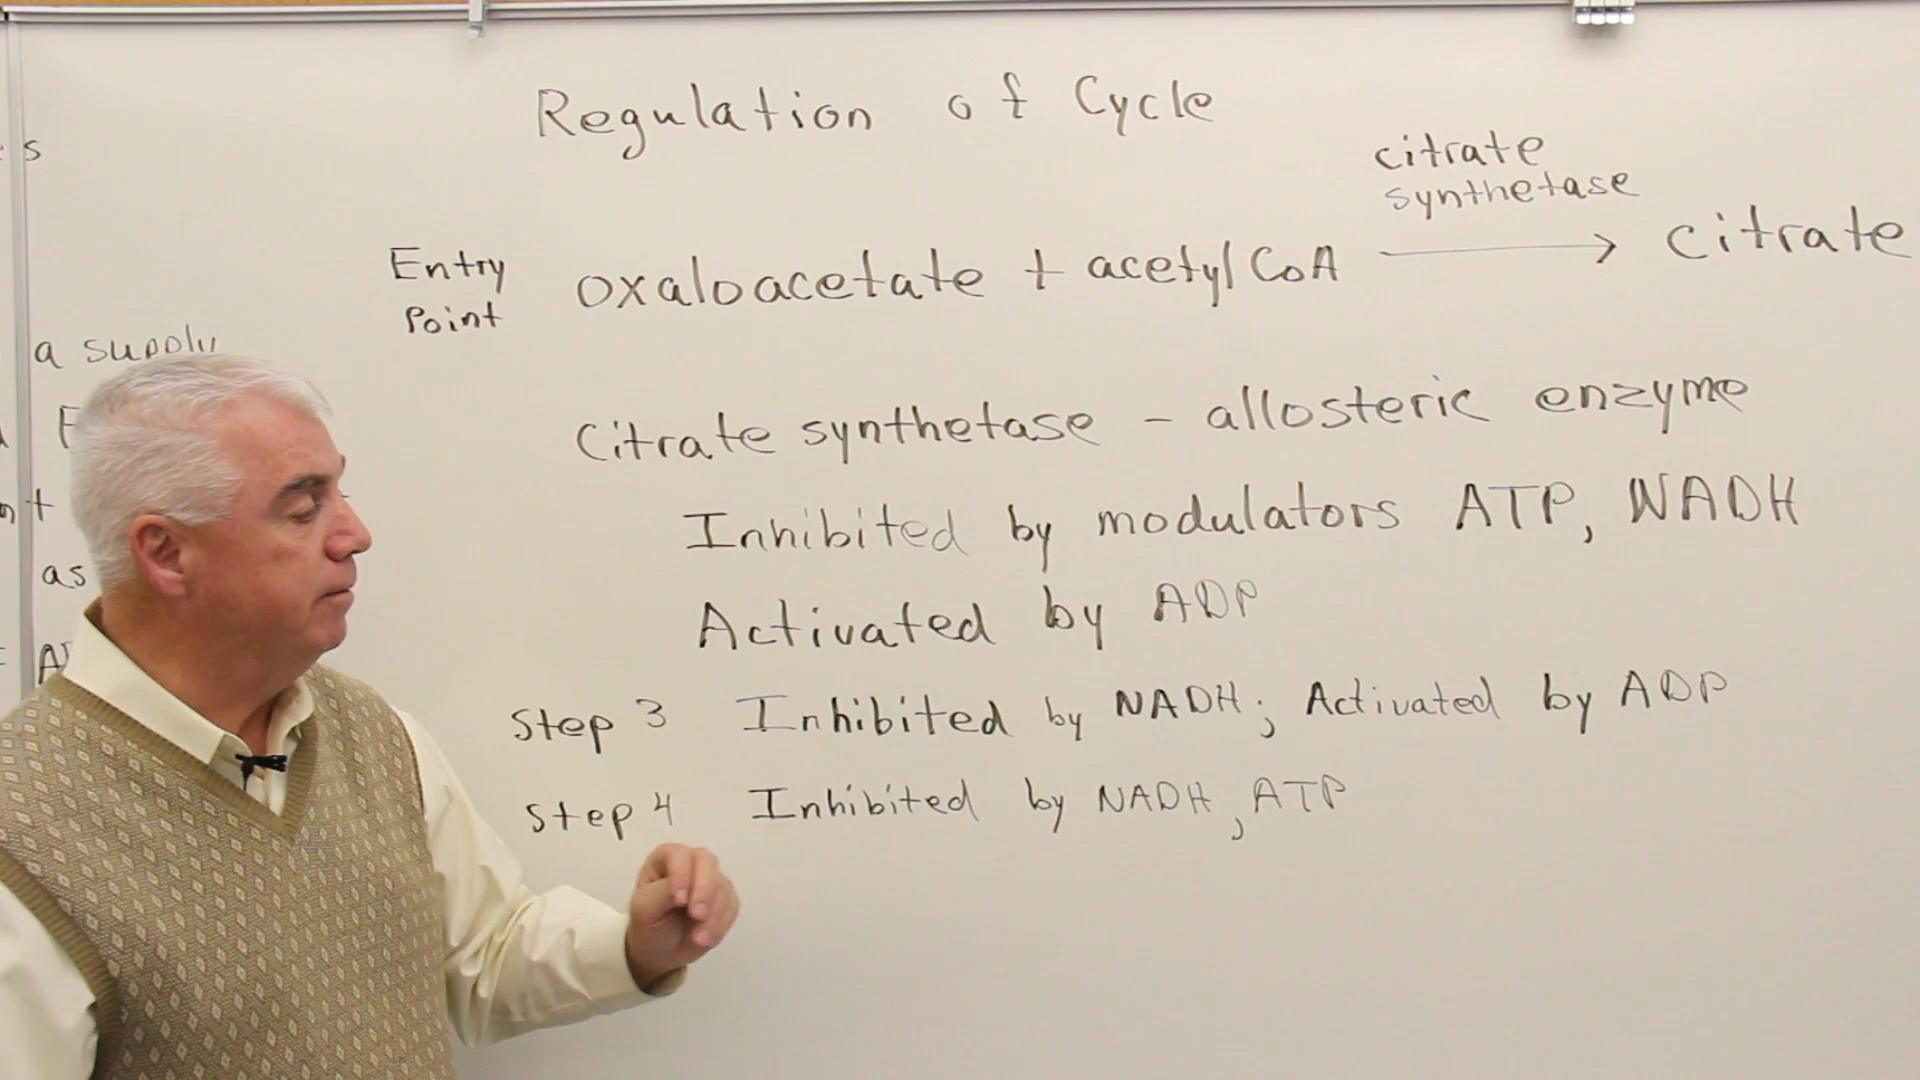 Regulation of Cycle
citrate
synthetase
Entry
Point
oxaloacetate + acetyl CoA → citrate
Citrate synthetase - allosteric enzyme
Inhibited by modulators ATP, NADH
Activated by ADP
Step 3 Inhibited by NADH; Activated by ADP
Step 4 Inhibited by NADH, ATP
s
a supply
as